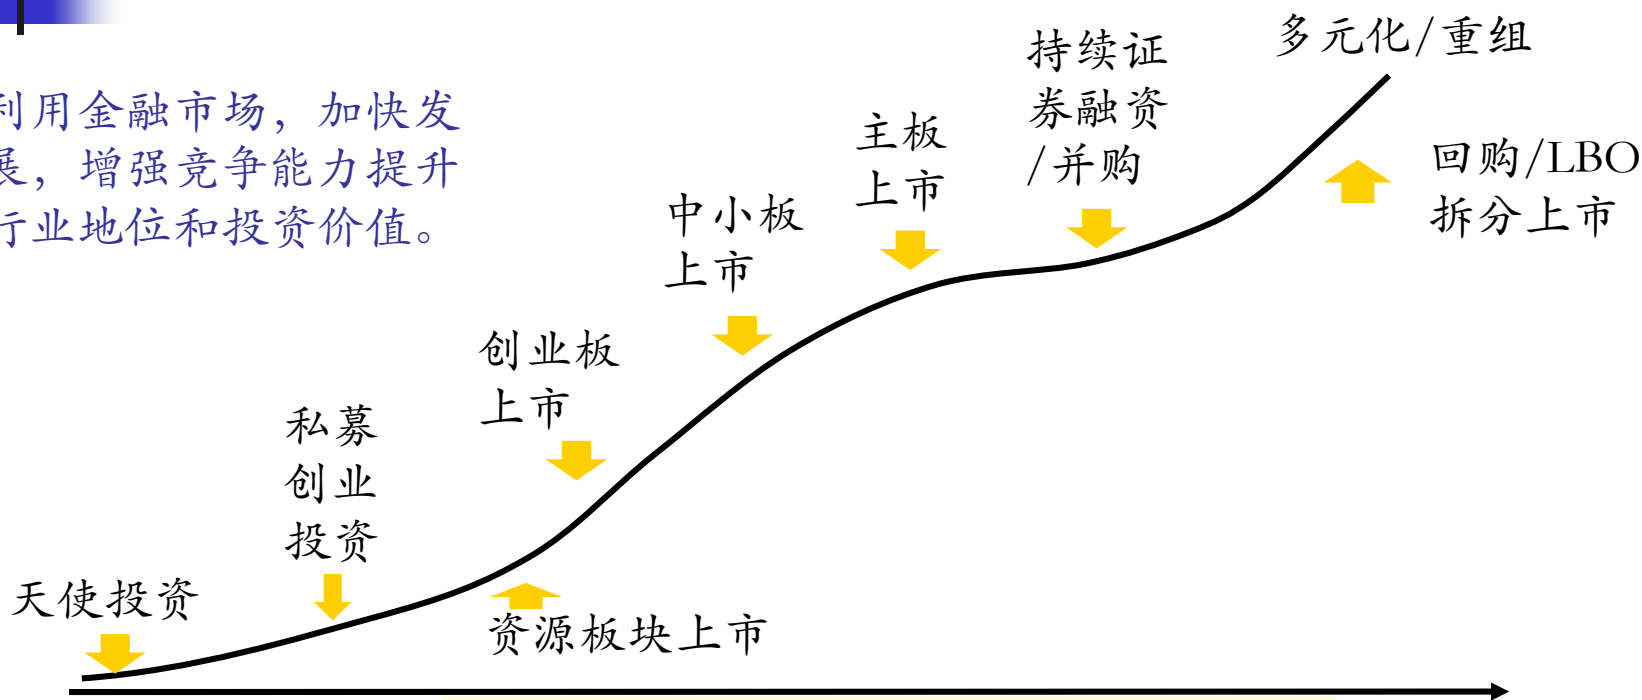 利用金融市场，加快发
展，增强竞争能力提升
行业地位和投资价值。
多元化/重组
持续证
券融资
/并购
主板
上市
回购/LBO
拆分上市
中小板
上市
创业板
上市
私募
创业
投资
天使投资
资源板块上市